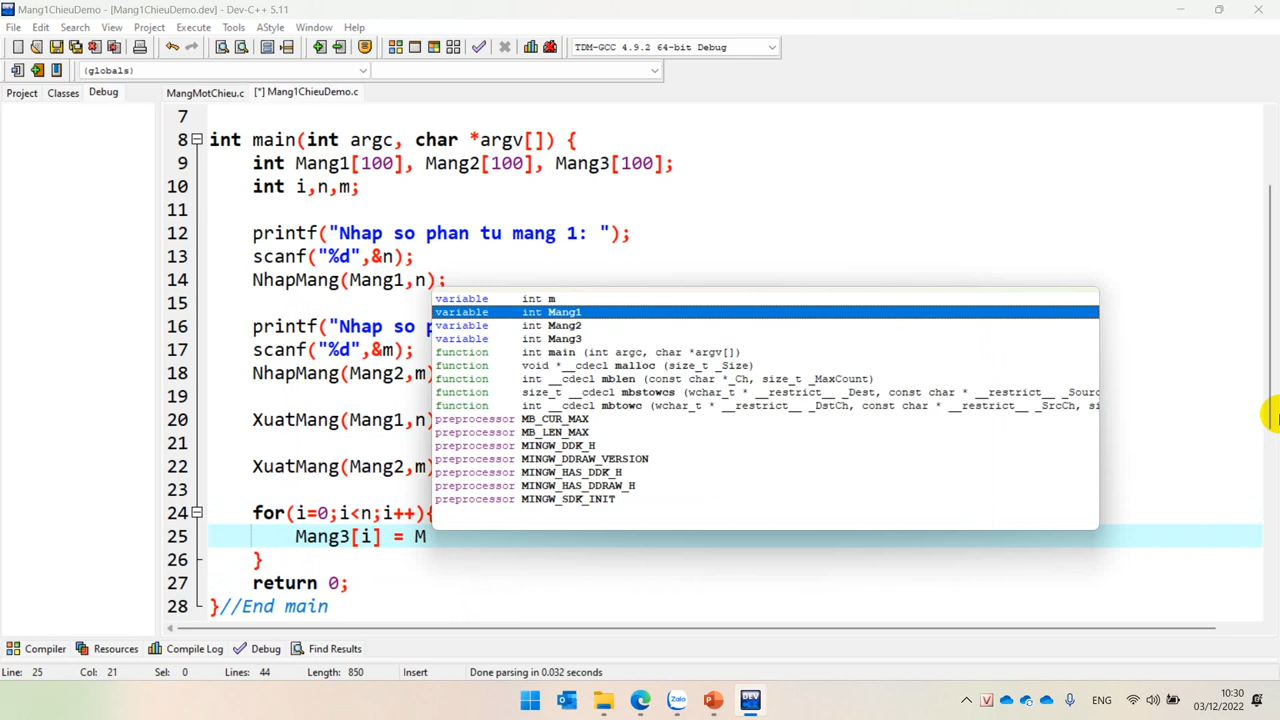 Mang1ChieuDemo - [Mang1ChieuDemo.dev] - Dev-C++ 5.11
File Edit Search View Project Execute Tools AStyle Window Help
TDM-GCC 4.9.2 64-bit Debug
(globals)
Project Classes Debug MangMotChieu.c [*] Mang1ChieuDemo.c
7
8 int main(int argc, char *argv[]) {
9 int Mang1[100], Mang2[100], Mang3[100];
10 int i,n,m;
11
12 printf("Nhap so phan tu mang 1: ");
13 scanf("%d",&n);
14 NhapMang(Mang1,n);
15
variable int m
variable int Mang1
16 printf("Nhap so p
variable int Mang2
variable int Mang3
17 scanf("%d",&m);
function int main (int argc, char *argv[])
function void *__cdecl malloc (size_t _Size)
18 NhapMang(Mang2,m)
function int __cdecl mblen (const char *_Ch, size_t _MaxCount)
function size_t __cdecl mbstowcs (wchar_t * __restrict__ _Dest, const char * __restrict__ _Sourc
19
function int __cdecl mbtowc (wchar_t * __restrict__ _DstCh, const char * __restrict__ _SrcCh, si
20 XuatMang(Mang1,n)
preprocessor MB_CUR_MAX
preprocessor MB_LEN_MAX
21
preprocessor MINGW_DDK_H
preprocessor MINGW_DDRAW_VERSION
22 XuatMang(Mang2,m)
preprocessor MINGW_HAS_DDK_H
preprocessor MINGW_HAS_DDRAW_H
23
preprocessor MINGW_SDK_INIT
24 for(i=0;i<n;i++){
25 Mang3[i] = M
26 }
27 return 0;
28 }//End main
Compiler Resources Compile Log Debug Find Results
Line: 25 Col: 21 Sel: 0 Lines: 44 Length: 850 Insert Done parsing in 0.032 seconds
Zalo DEV ENG 10:30
03/12/2022